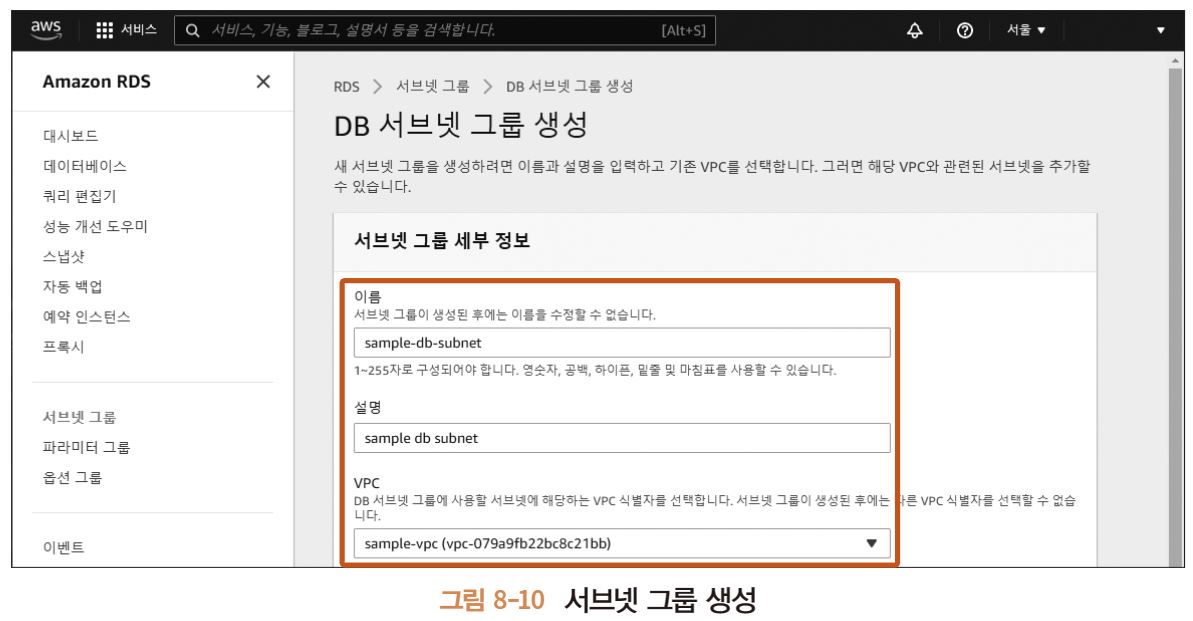 aws
서비스
서비스, 기능, 블로그, 설명서 등을 검색합니다.
[Alt+S]
서울 ▼
Amazon RDS
대시보드
데이터베이스
쿼리 편집기
성능 개선 도우미
스냅샷
자동 백업
예약 인스턴스
프록시
서브넷 그룹
파라미터 그룹
옵션 그룹
이벤트
RDS > 서브넷 그룹 > DB 서브넷 그룹 생성
DB 서브넷 그룹 생성
새 서브넷 그룹을 생성하려면 이름과 설명을 입력하고 기존 VPC를 선택합니다. 그러면 해당 VPC와 관련된 서브넷을 추가할
수 있습니다.
서브넷 그룹 세부 정보
이름
서브넷 그룹이 생성된 후에는 이름을 수정할 수 없습니다.
sample-db-subnet
1~255자로 구성되어야 합니다. 영숫자, 공백, 하이픈, 밑줄 및 마침표를 사용할 수 있습니다.
설명
sample db subnet
VPC
DB 서브넷 그룹에 사용할 서브넷에 해당하는 VPC 식별자를 선택합니다. 서브넷 그룹이 생성된 후에는 다른 VPC 식별자를 선택할 수 없습
니다.
sample-vpc (vpc-079a9fb22bc8c21bb)
그림 8-10 서브넷 그룹 생성